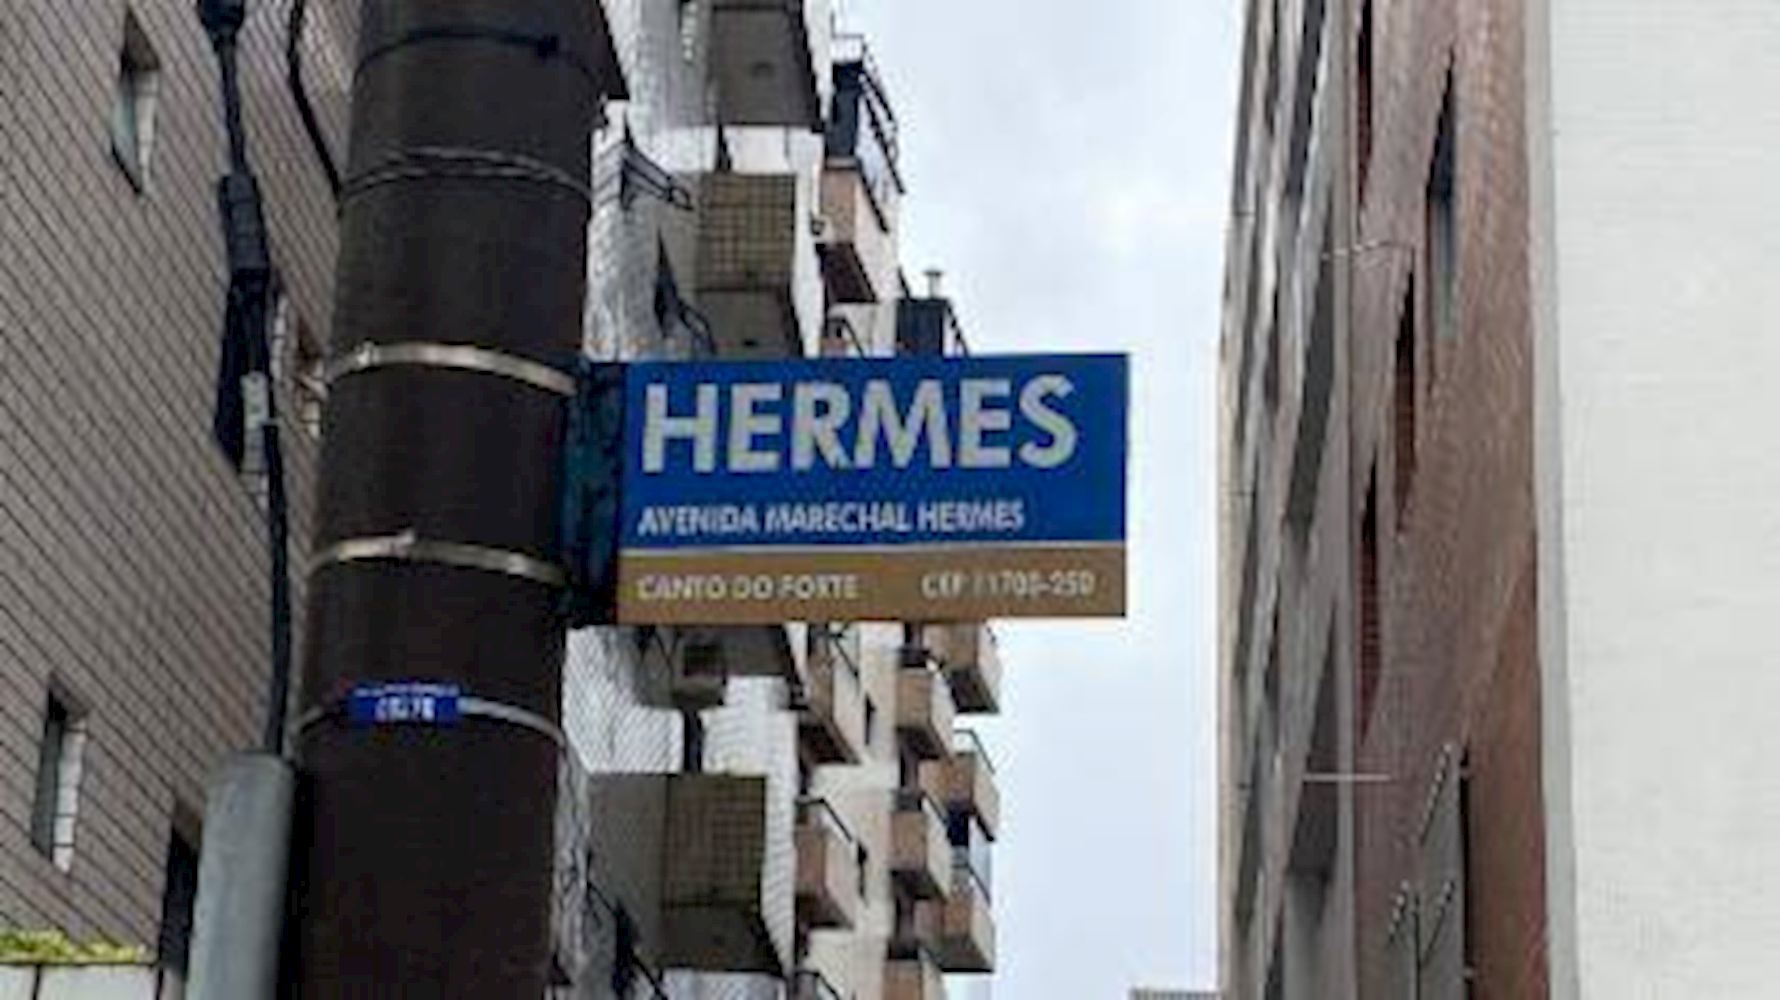 HERMES
AVENIDA MARECHAL HERMES
CANTO DO FORTE CEP 11700-250